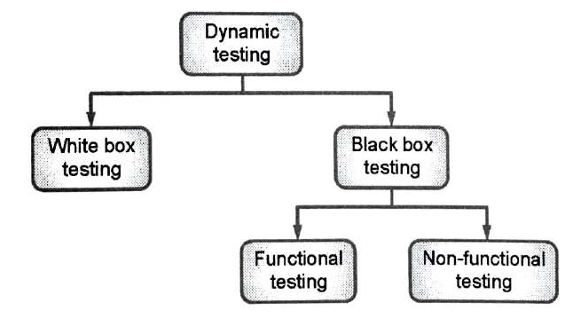 Dynamic
testing
White box
testing
Black box
testing
Functional
testing
Non-functional
testing